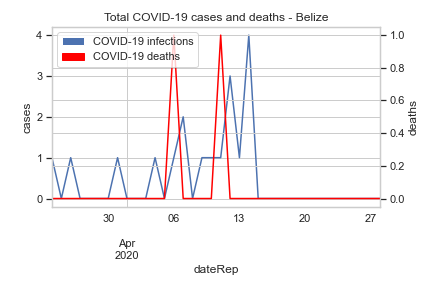 Total COVID-19 cases and deaths - Belize
COVID-19 infections
COVID-19 deaths
cases
4
3
2
1
0
deaths
1.0
0.8
0.6
0.4
0.2
0.0
30 06 13 20 27
Apr
2020
dateRep